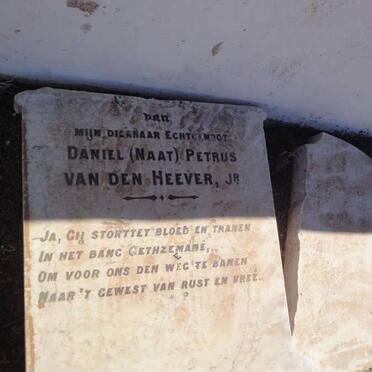 van
MIJN DIERBAAR ECHTGENOOT
DANIEL (NAAT) PETRUS
VAN DEN HEEVER, JR
JA, GIJ STORTTET BLOED EN TRANEN
IN HET BANG GETHZEMANÉ,
OM VOOR ONS DEN WEG TE BANEN
NAAR 'T GEWEST VAN RUST EN VREE.